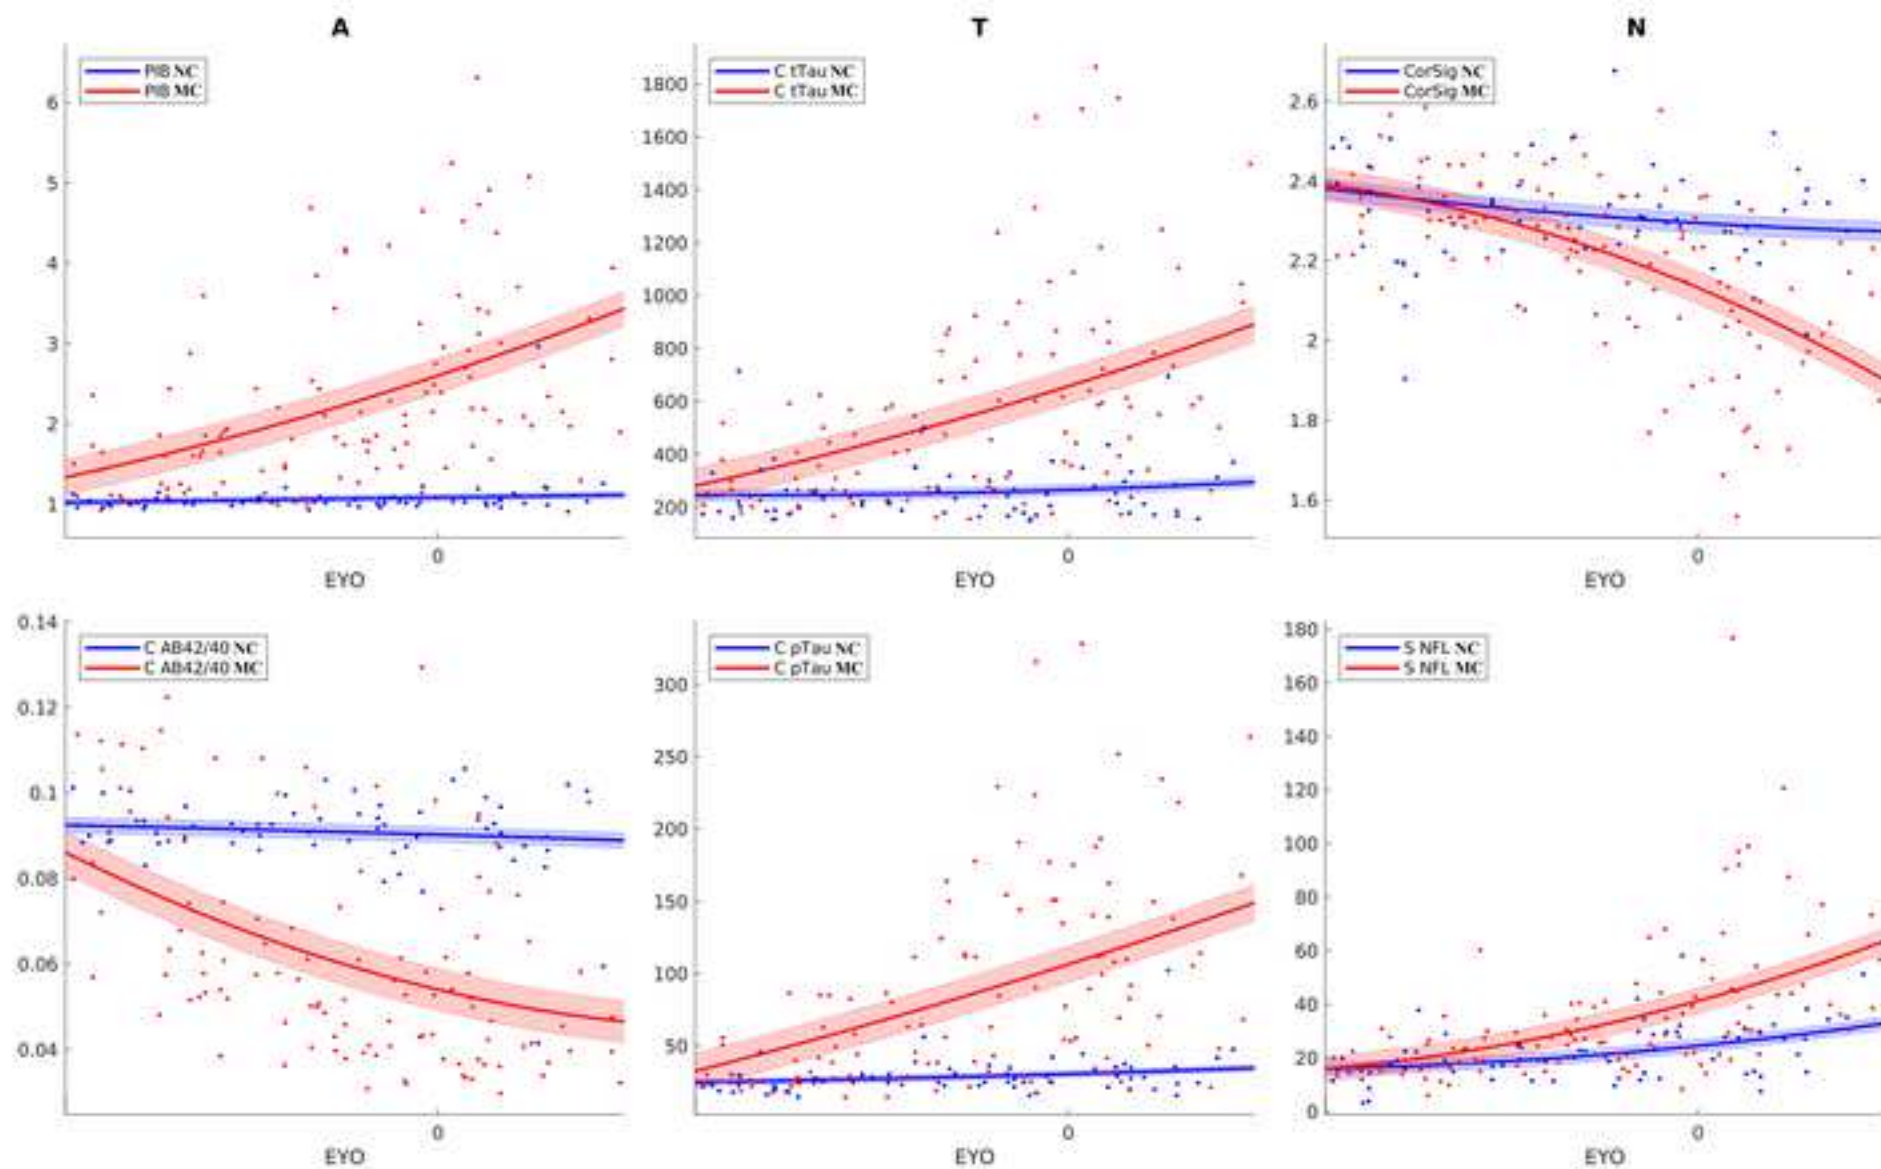 A
T
N
PIB NC
PIB MC
6
5
4
3
2
1
0
EYO
C tTau NC
C tTau MC
1800
1600
1400
1200
1000
800
600
400
200
0
EYO
CorSig NC
CorSig MC
2.6
2.4
2.2
2
1.8
1.6
0
EYO
C AB42/40 NC
C AB42/40 MC
0.14
0.12
0.1
0.08
0.06
0.04
0
EYO
C pTau NC
C pTau MC
300
250
200
150
100
50
0
EYO
S NFL NC
S NFL MC
180
160
140
120
100
80
60
40
20
0
0
EYO